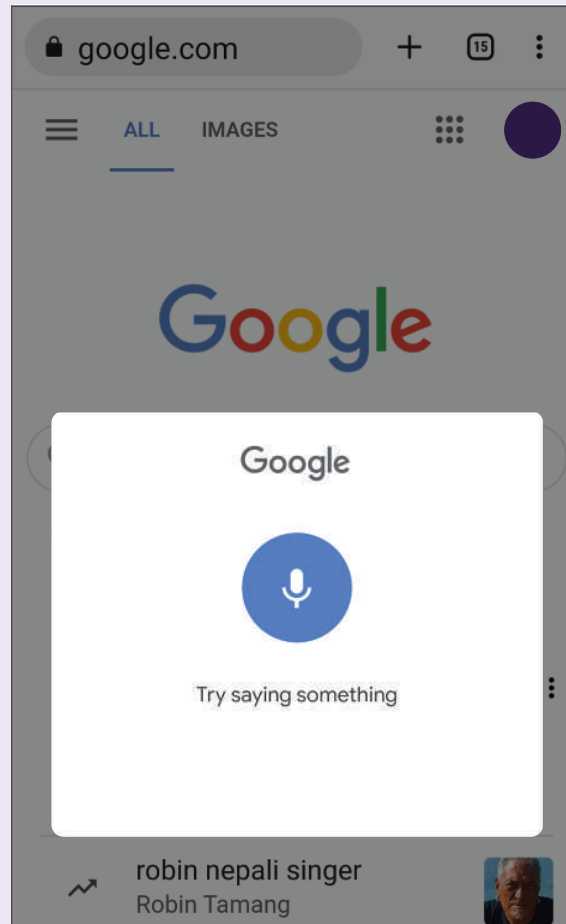 google.com
15
ALL IMAGES
Google
Google
Try saying something
robin nepali singer
Robin Tamang